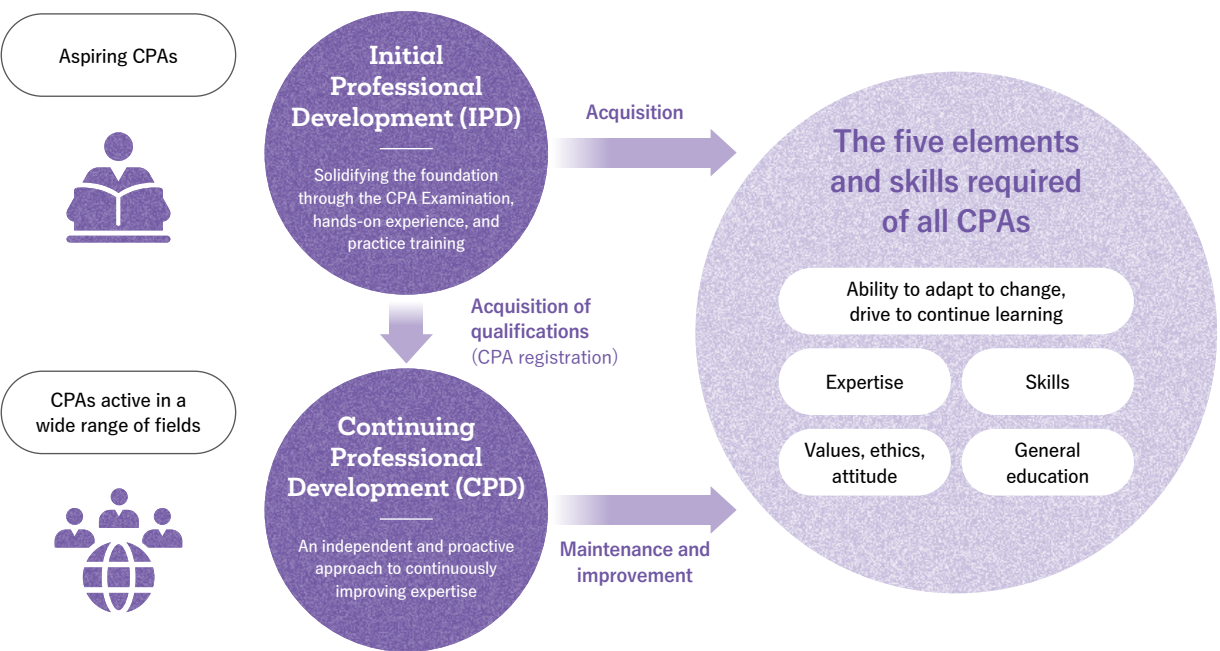 Aspiring CPAs
Initial
Professional
Development (IPD)
Solidifying the foundation
through the CPA Examination,
hands-on experience, and
practice training
Acquisition
Acquisition of
qualifications
(CPA registration)
CPAs active in a
wide range of fields
Continuing
Professional
Development (CPD)
An independent and proactive
approach to continuously
improving expertise
Maintenance and
improvement
The five elements
and skills required
of all CPAs
Ability to adapt to change,
drive to continue learning
Expertise
Skills
Values, ethics,
attitude
General
education